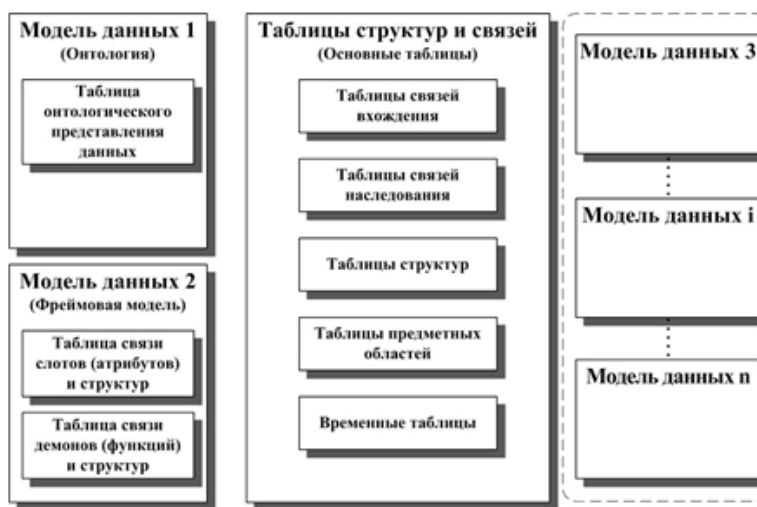 Модель данных 1
(Онтология)
Таблица
онтологического
представления
данных
Модель данных 2
(Фреймовая модель)
Таблица связи
слотов (атрибутов)
и структур
Таблица связи
демонов (функций)
и структур
Таблицы структур и связей
(Основные таблицы)
Таблицы связей
вхождения
Таблицы связей
наследования
Таблицы структур
Таблицы предметных
областей
Временные таблицы
Модель данных 3
Модель данных i
Модель данных n